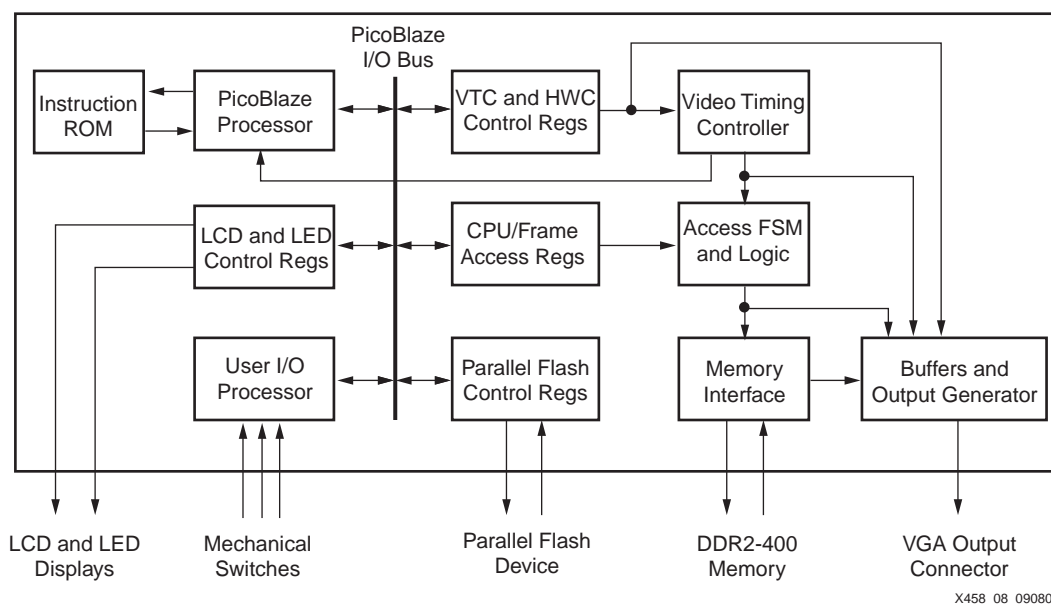 PicoBlaze
I/O Bus
Instruction
ROM
PicoBlaze
Processor
VTC and HWC
Control Regs
Video Timing
Controller
LCD and LED
Control Regs
CPU/Frame
Access Regs
Access FSM
and Logic
User I/O
Processor
Parallel Flash
Control Regs
Memory
Interface
Buffers and
Output Generator
LCD and LED
Displays
Mechanical
Switches
Parallel Flash
Device
DDR2-400
Memory
VGA Output
Connector
X458_08_09080